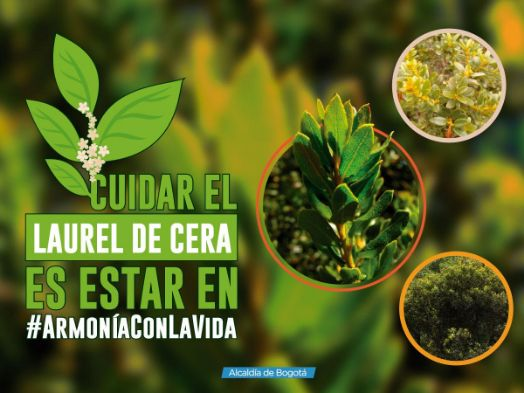 CUIDAR EL
LAUREL DE CERA
ES ESTAR EN
#ARMONÍACONLAVIDA
Alcaldía de Bogotá